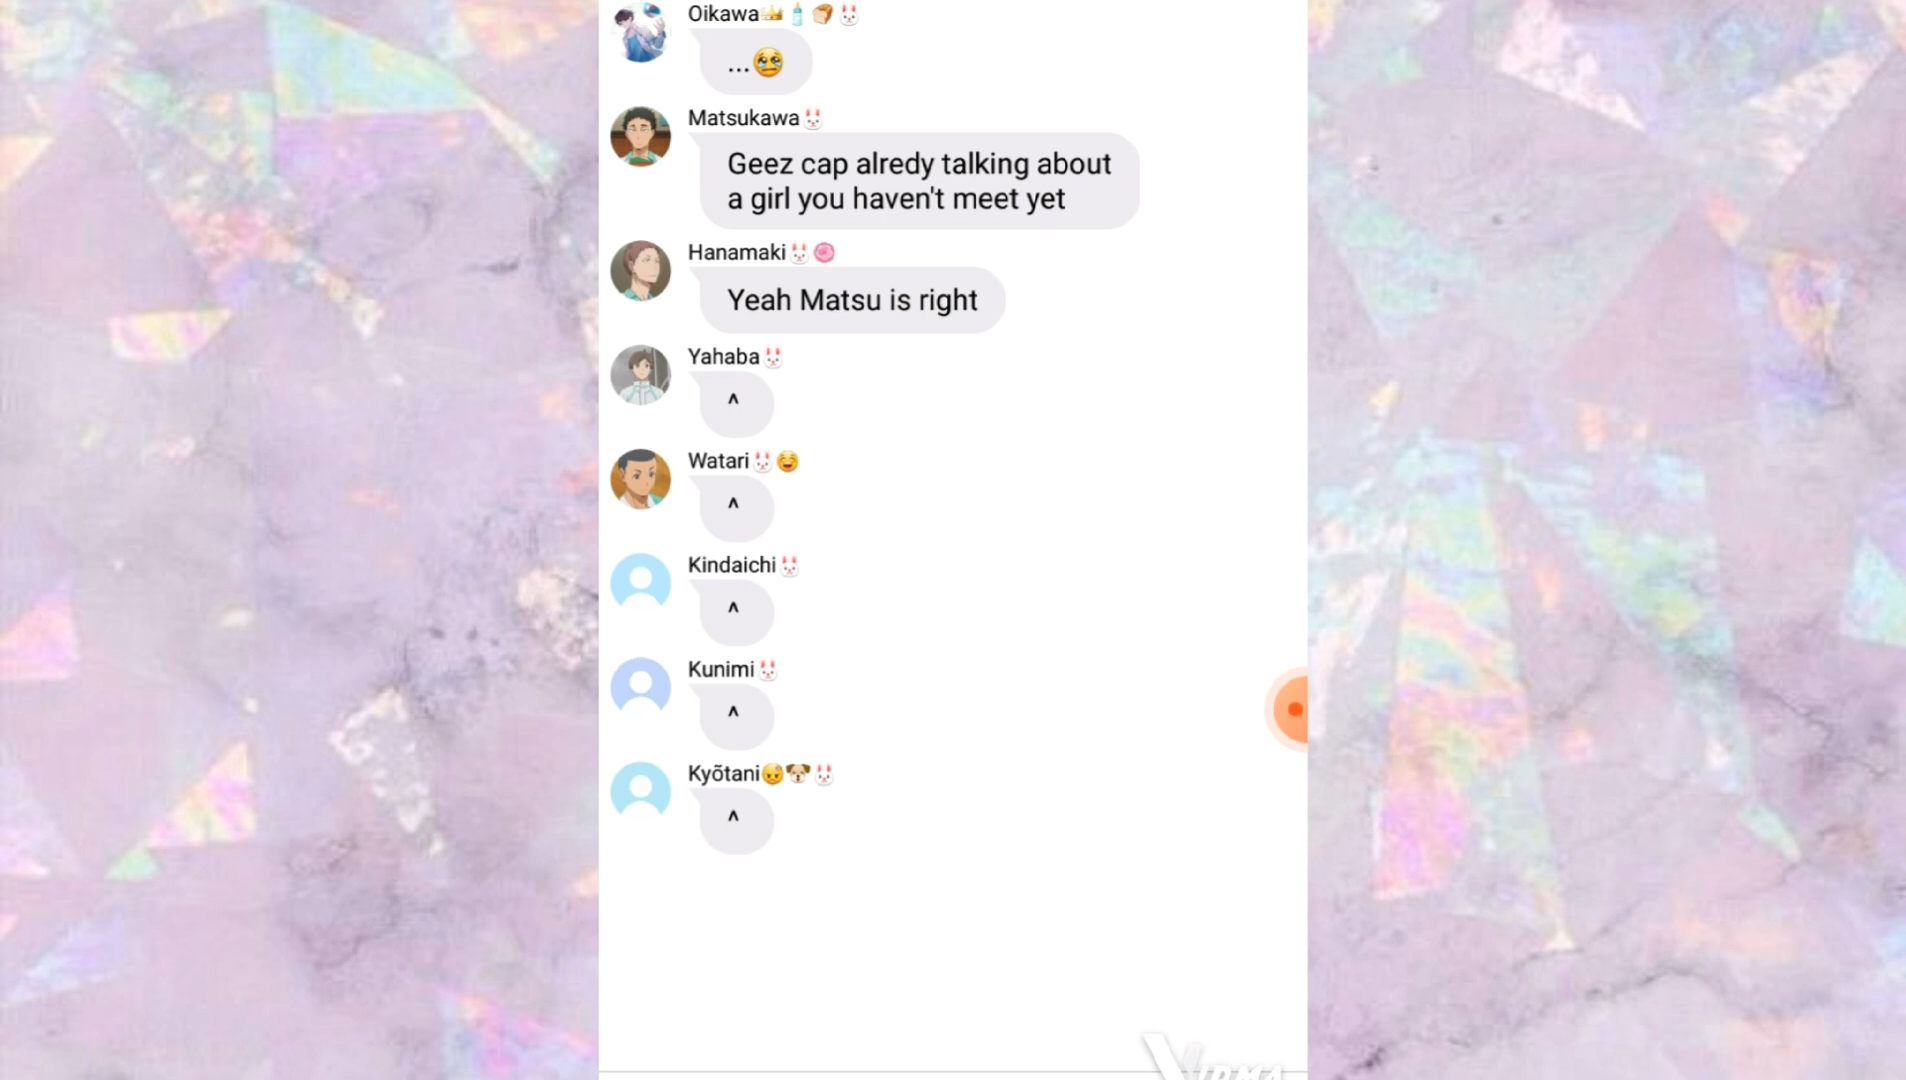 Oikawa👑🍼🍞🐰
...😢
Matsukawa🐰
Geez cap alredy talking about
a girl you haven't meet yet
Hanamaki🐰🍥
Yeah Matsu is right
Yahaba🐰
^
Watari🐰😁
^
Kindaichi🐰
^
Kunimi🐰
^
Kyõtani😠🐶🐰
^